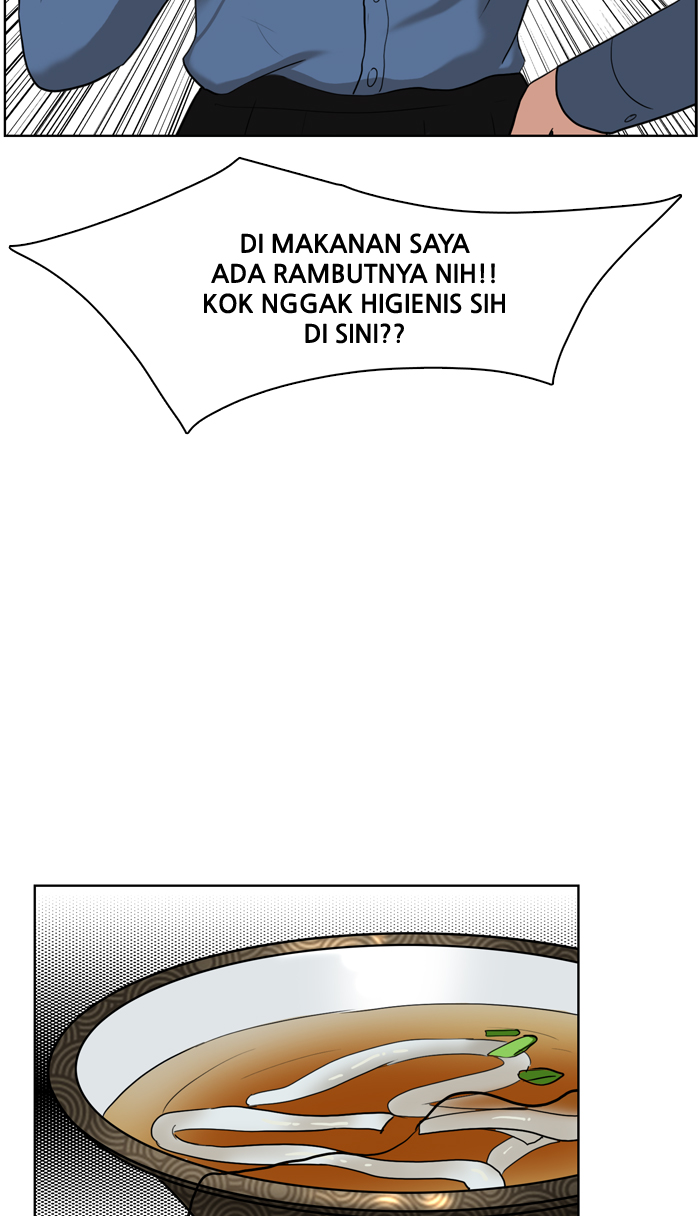 DI MAKANAN SAYA
ADA RAMBUTNYA NIH!!
KOK NGGAK HIGIENIS SIH
DI SINI??